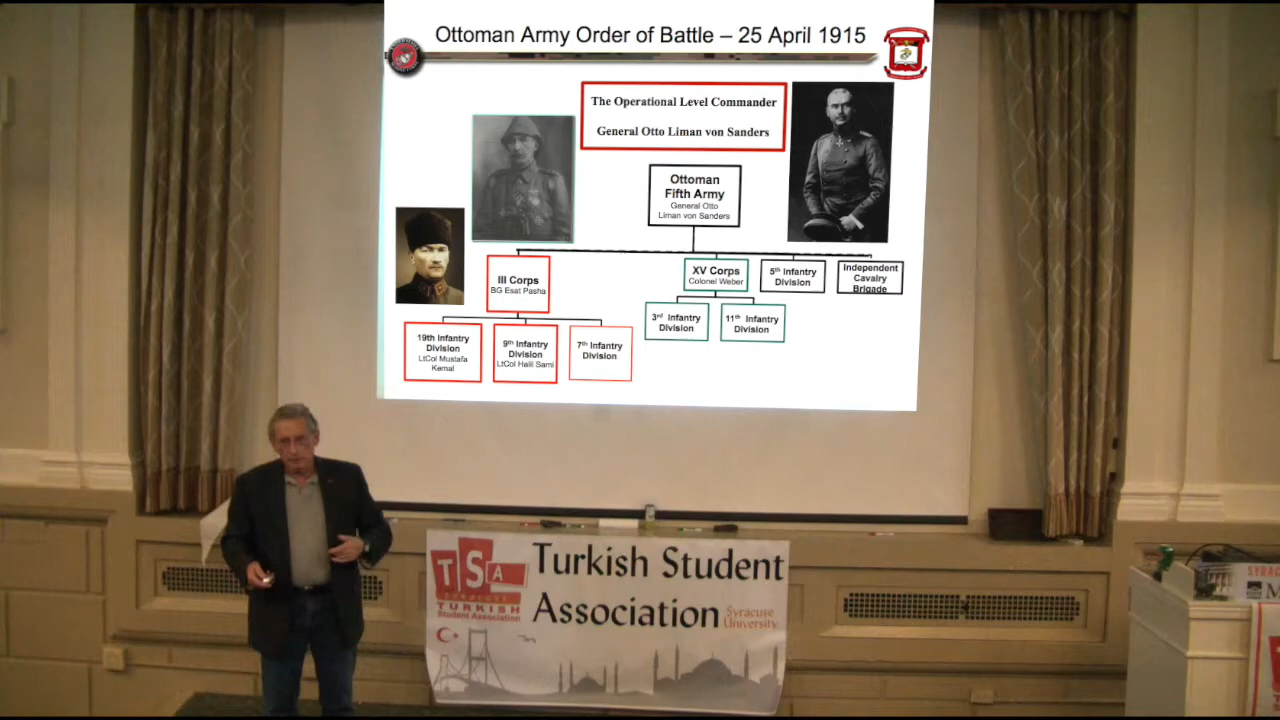 Ottoman Army Order of Battle – 25 April 1915
The Operational Level Commander
General Otto Liman von Sanders
Ottoman
Fifth Army
General Otto
Liman von Sanders
III Corps
BG Esat Pasha
XV Corps
Colonel Weber
5th Infantry
Division
Independent
Cavalry
Brigade
19th Infantry
Division
LtCol Mustafa
Kemal
9th Infantry
Division
LtCol Halil Sami
7th Infantry
Division
3rd Infantry
Division
11th Infantry
Division
TSA
SYRACUSE
TURKISH
Student Association
Turkish Student
Association
Syracuse
University
SYRAC
M